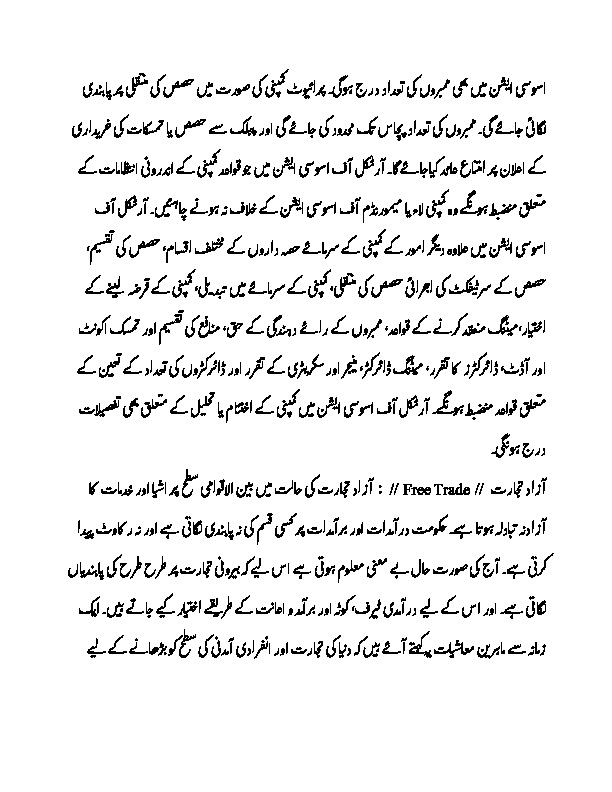 اسوسی ایشن میں بھی ممبروں کی تعداد درج ہوگی۔ پرائیوٹ کمپنی کی صورت میں حصص کی منتقلی پر پابندی
لگائی جائے گی۔ ممبروں کی تعداد پچاس تک محدود کی جائے گی اور پبلک سے حصص یا تمسکات کی خریداری
کے اعلان پر امتناع عائد کیا جائے گا۔ آرٹیکل آف اسوسی ایشن میں جو قواعد کمپنی کے اندرونی انتظامات کے
متعلق منضبط ہونگے وہ کمپنی لاء یا میمورنڈم آف اسوسی ایشن کے خلاف نہ ہونے چاہئیں۔ آرٹیکل آف
اسوسی ایشن میں علاوہ دیگر امور کے کمپنی کے سرمائے حصہ داروں کے مختلف اقسام، حصص کی تقسیم،
حصص کے سرٹیفکٹ کی اجرائی حصص کی منتقلی، کمپنی کے سرمائے میں تبدیلی، کمپنی کے قرضہ لینے کے
اختیار، میٹنگ منعقد کرنے کے قواعد، ممبروں کے رائے دہندگی کے حق، منافع کی تقسیم اور تمسک اکونٹ
اور آڈٹ، ڈائرکٹرز کا تقرر، میٹنگ ڈائرکٹر، منیجر اور سکریٹری کے تقرر اور ڈائرکٹروں کی تعداد کے تعین کے
متعلق قواعد منضبط ہونگے۔ آرٹیکل آف اسوسی ایشن میں کمپنی کے اختتام یا تحلیل کے متعلق بھی تفصیلات
درج ہونگی۔
آزاد تجارت // Free Trade // : آزاد تجارت کی حالت میں بین الاقوامی سطح پر اشیا اور خدمات کا
آزادنہ تبادلہ ہوتا ہے۔ حکومت درآمدات اور برآمدات پر کسی قسم کی نہ پابندی لگاتی ہے اور نہ رکاوٹ پیدا
کرتی ہے۔ آج کی صورت حال بے معنی معلوم ہوتی ہے اس لیے کہ بیرونی تجارت پر طرح طرح کی پابندیاں
لگاتی ہے۔ اور اس کے لیے درآمدی ٹیرف، کوٹہ اور برآمد و اعانت کے طریقے اختیار کیے جاتے ہیں۔ ایک
زمانہ سے ماہرین معاشیات یہ کہتے آئے ہیں کہ دنیا کی تجارت اور انفرادی آمدنی کی سطح کو بڑھانے کے لیے